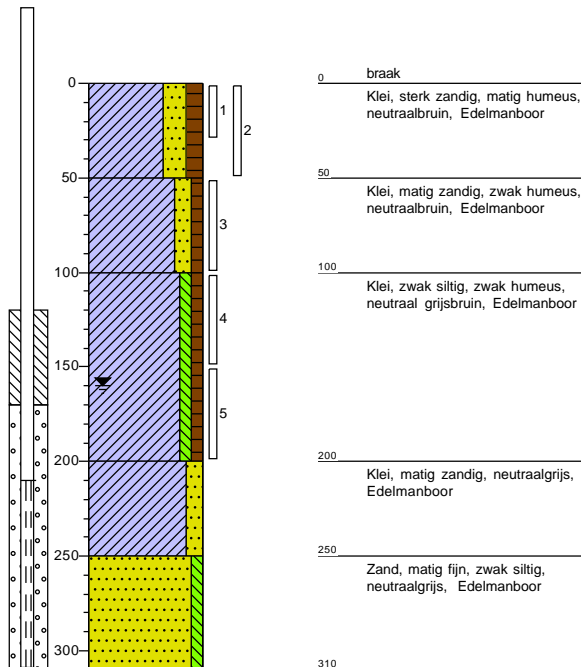 0
50
100
150
200
250
300
1
2
3
4
5
0 braak
Klei, sterk zandig, matig humeus,
neutraalbruin, Edelmanboor
50
Klei, matig zandig, zwak humeus,
neutraalbruin, Edelmanboor
100
Klei, zwak siltig, zwak humeus,
neutraal grijsbruin, Edelmanboor
200
Klei, matig zandig, neutraalgrijs,
Edelmanboor
250
Zand, matig fijn, zwak siltig,
neutraalgrijs, Edelmanboor
310